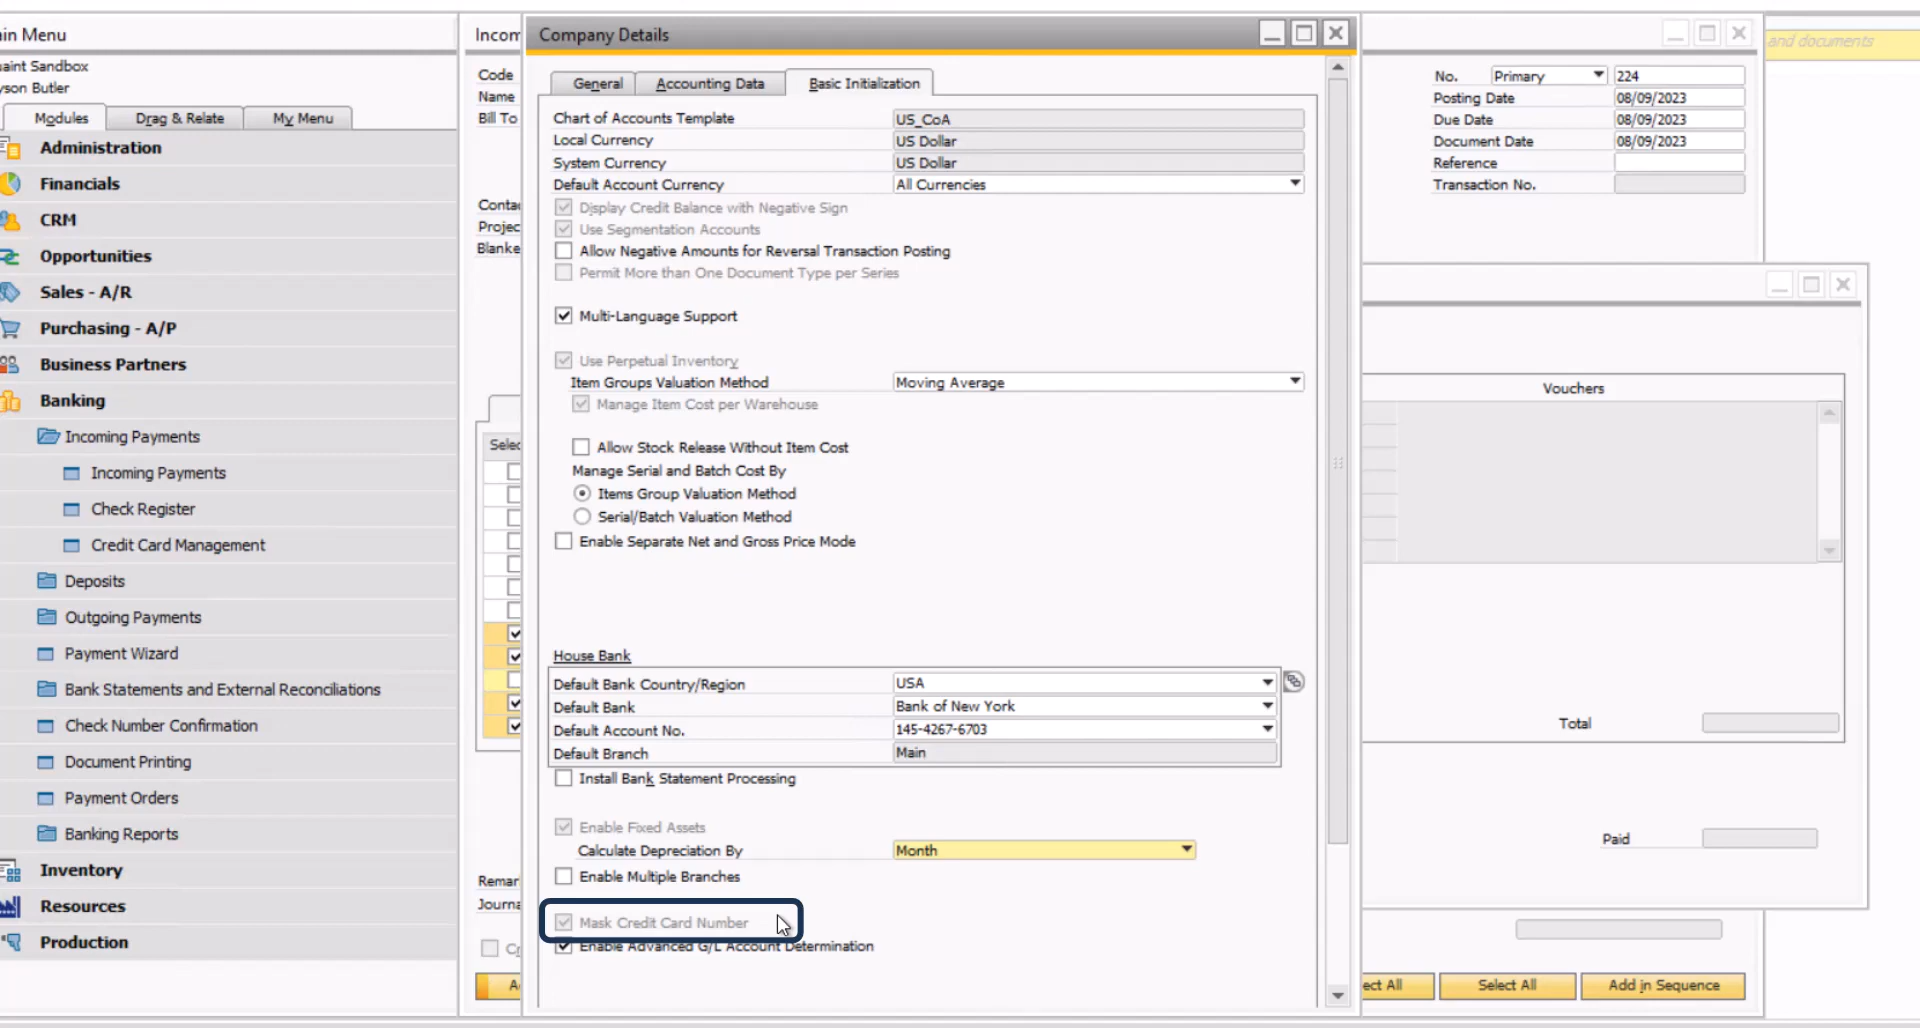 in Menu
aint Sandbox
yson Butler
Modules
Drag & Relate
My Menu
Administration
Financials
CRM
Opportunities
Sales - A/R
Purchasing - A/P
Business Partners
Banking
Incoming Payments
Incoming Payments
Check Register
Credit Card Management
Deposits
Outgoing Payments
Payment Wizard
Bank Statements and External Reconciliations
Check Number Confirmation
Document Printing
Payment Orders
Banking Reports
Inventory
Resources
Production
Incom
Code
Name
Bill To
Conta
Projec
Blanke
Selec
Remar
Journa
Company Details
General
Accounting Data
Basic Initialization
Chart of Accounts Template US_CoA
Local Currency US Dollar
System Currency US Dollar
Default Account Currency All Currencies
Display Credit Balance with Negative Sign
Use Segmentation Accounts
Allow Negative Amounts for Reversal Transaction Posting
Permit More than One Document Type per Series
Multi-Language Support
Use Perpetual Inventory
Item Groups Valuation Method Moving Average
Manage Item Cost per Warehouse
Allow Stock Release Without Item Cost
Manage Serial and Batch Cost By
Items Group Valuation Method
Serial/Batch Valuation Method
Enable Separate Net and Gross Price Mode
House Bank
Default Bank Country/Region USA
Default Bank Bank of New York
Default Account No. 145-4267-6703
Default Branch Main
Install Bank Statement Processing
Enable Fixed Assets
Calculate Depreciation By Month
Enable Multiple Branches
Mask Credit Card Number
Enable Advanced G/L Account Determination
and documents
No. Primary 224
Posting Date 08/09/2023
Due Date 08/09/2023
Document Date 08/09/2023
Reference
Transaction No.
Vouchers
Total
Paid
ect All
Select All
Add in Sequence